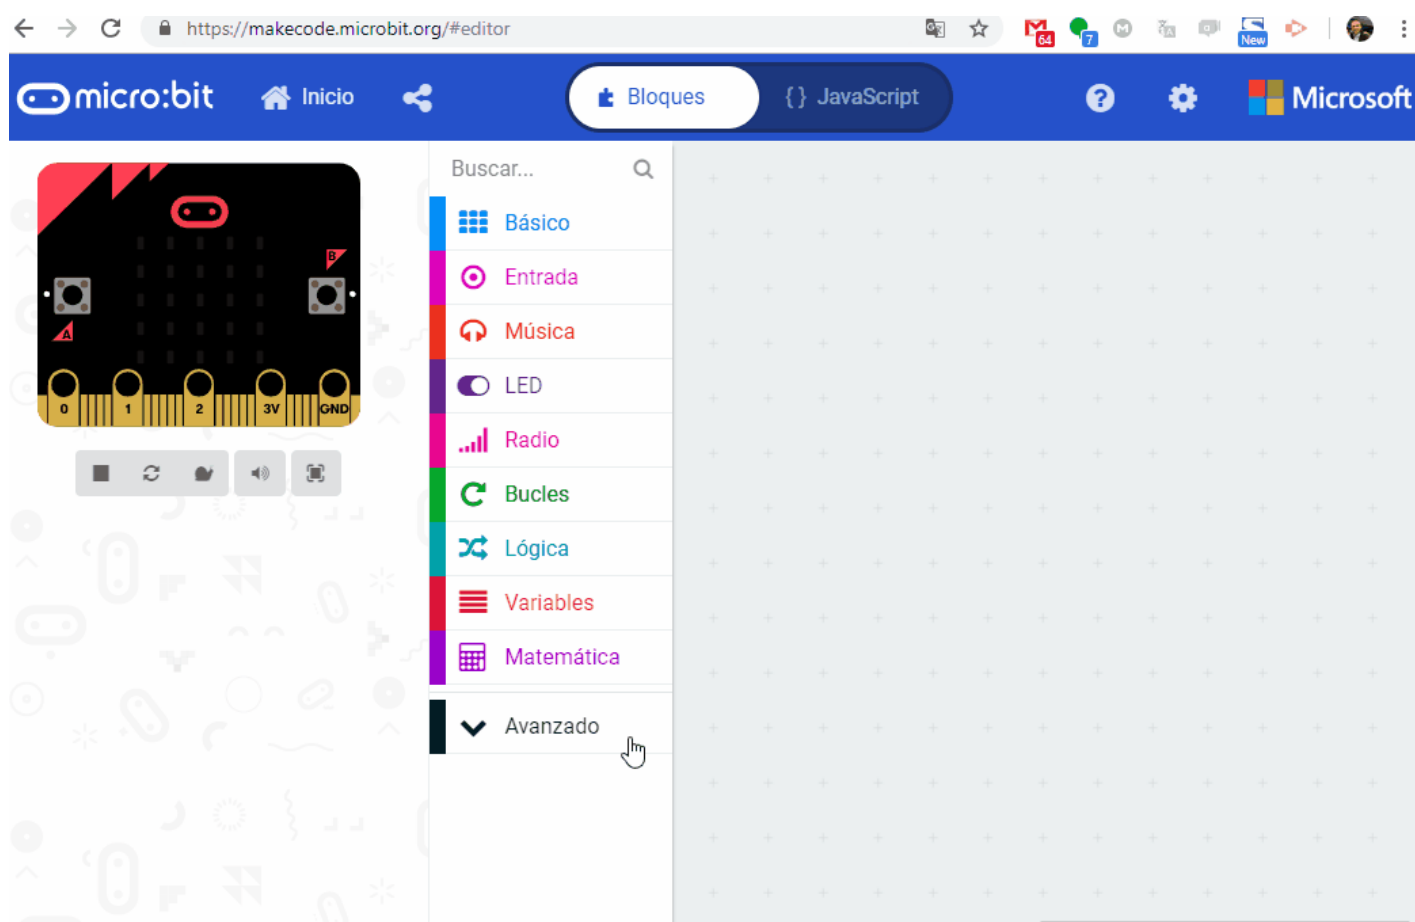 https://makecode.microbit.org/#editor
64
7
M
New
micro:bit
Inicio
Bloques
{ } JavaScript
?
Microsoft
Buscar...
Básico
Entrada
Música
LED
Radio
Bucles
Lógica
Variables
Matemática
Avanzado
B
A
0
1
2
3V
GND